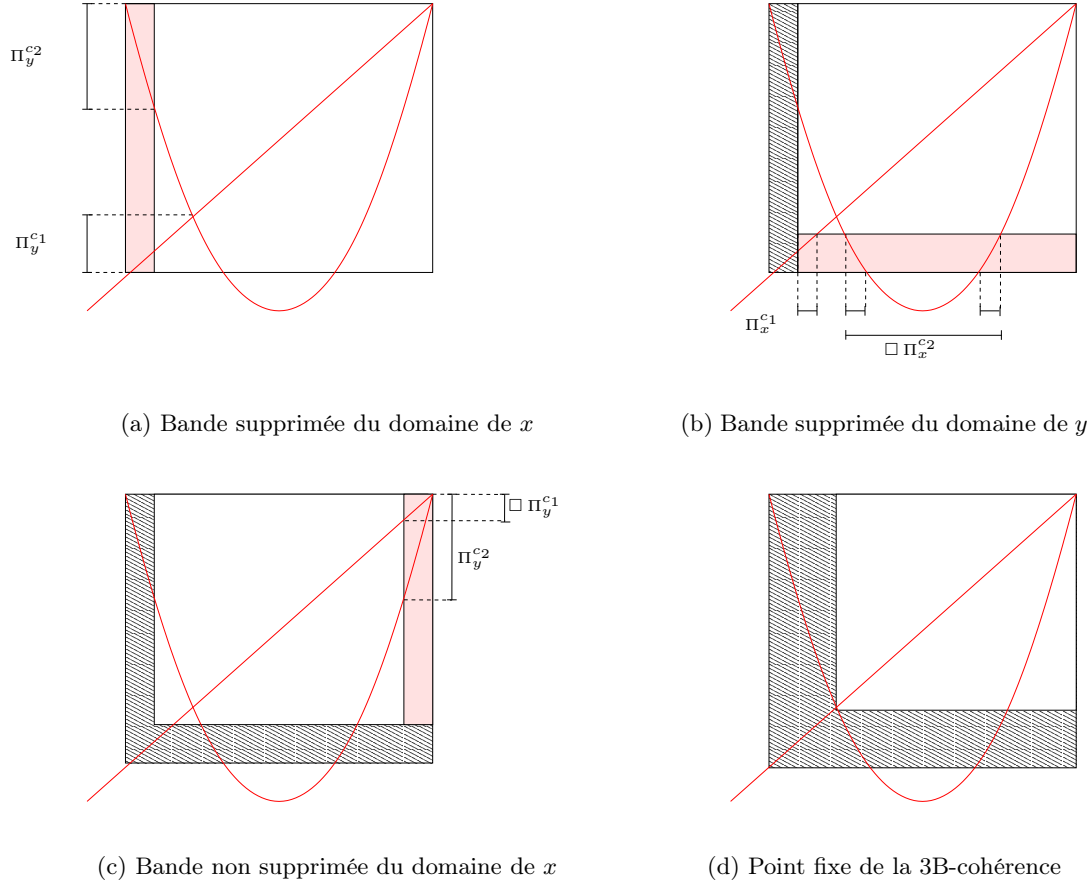 Π_y^{c2}
Π_y^{c1}
Π_x^{c1}
□ Π_x^{c2}
(a) Bande supprimée du domaine de x
(b) Bande supprimée du domaine de y
□ Π_y^{c1}
Π_y^{c2}
(c) Bande non supprimée du domaine de x
(d) Point fixe de la 3B-cohérence